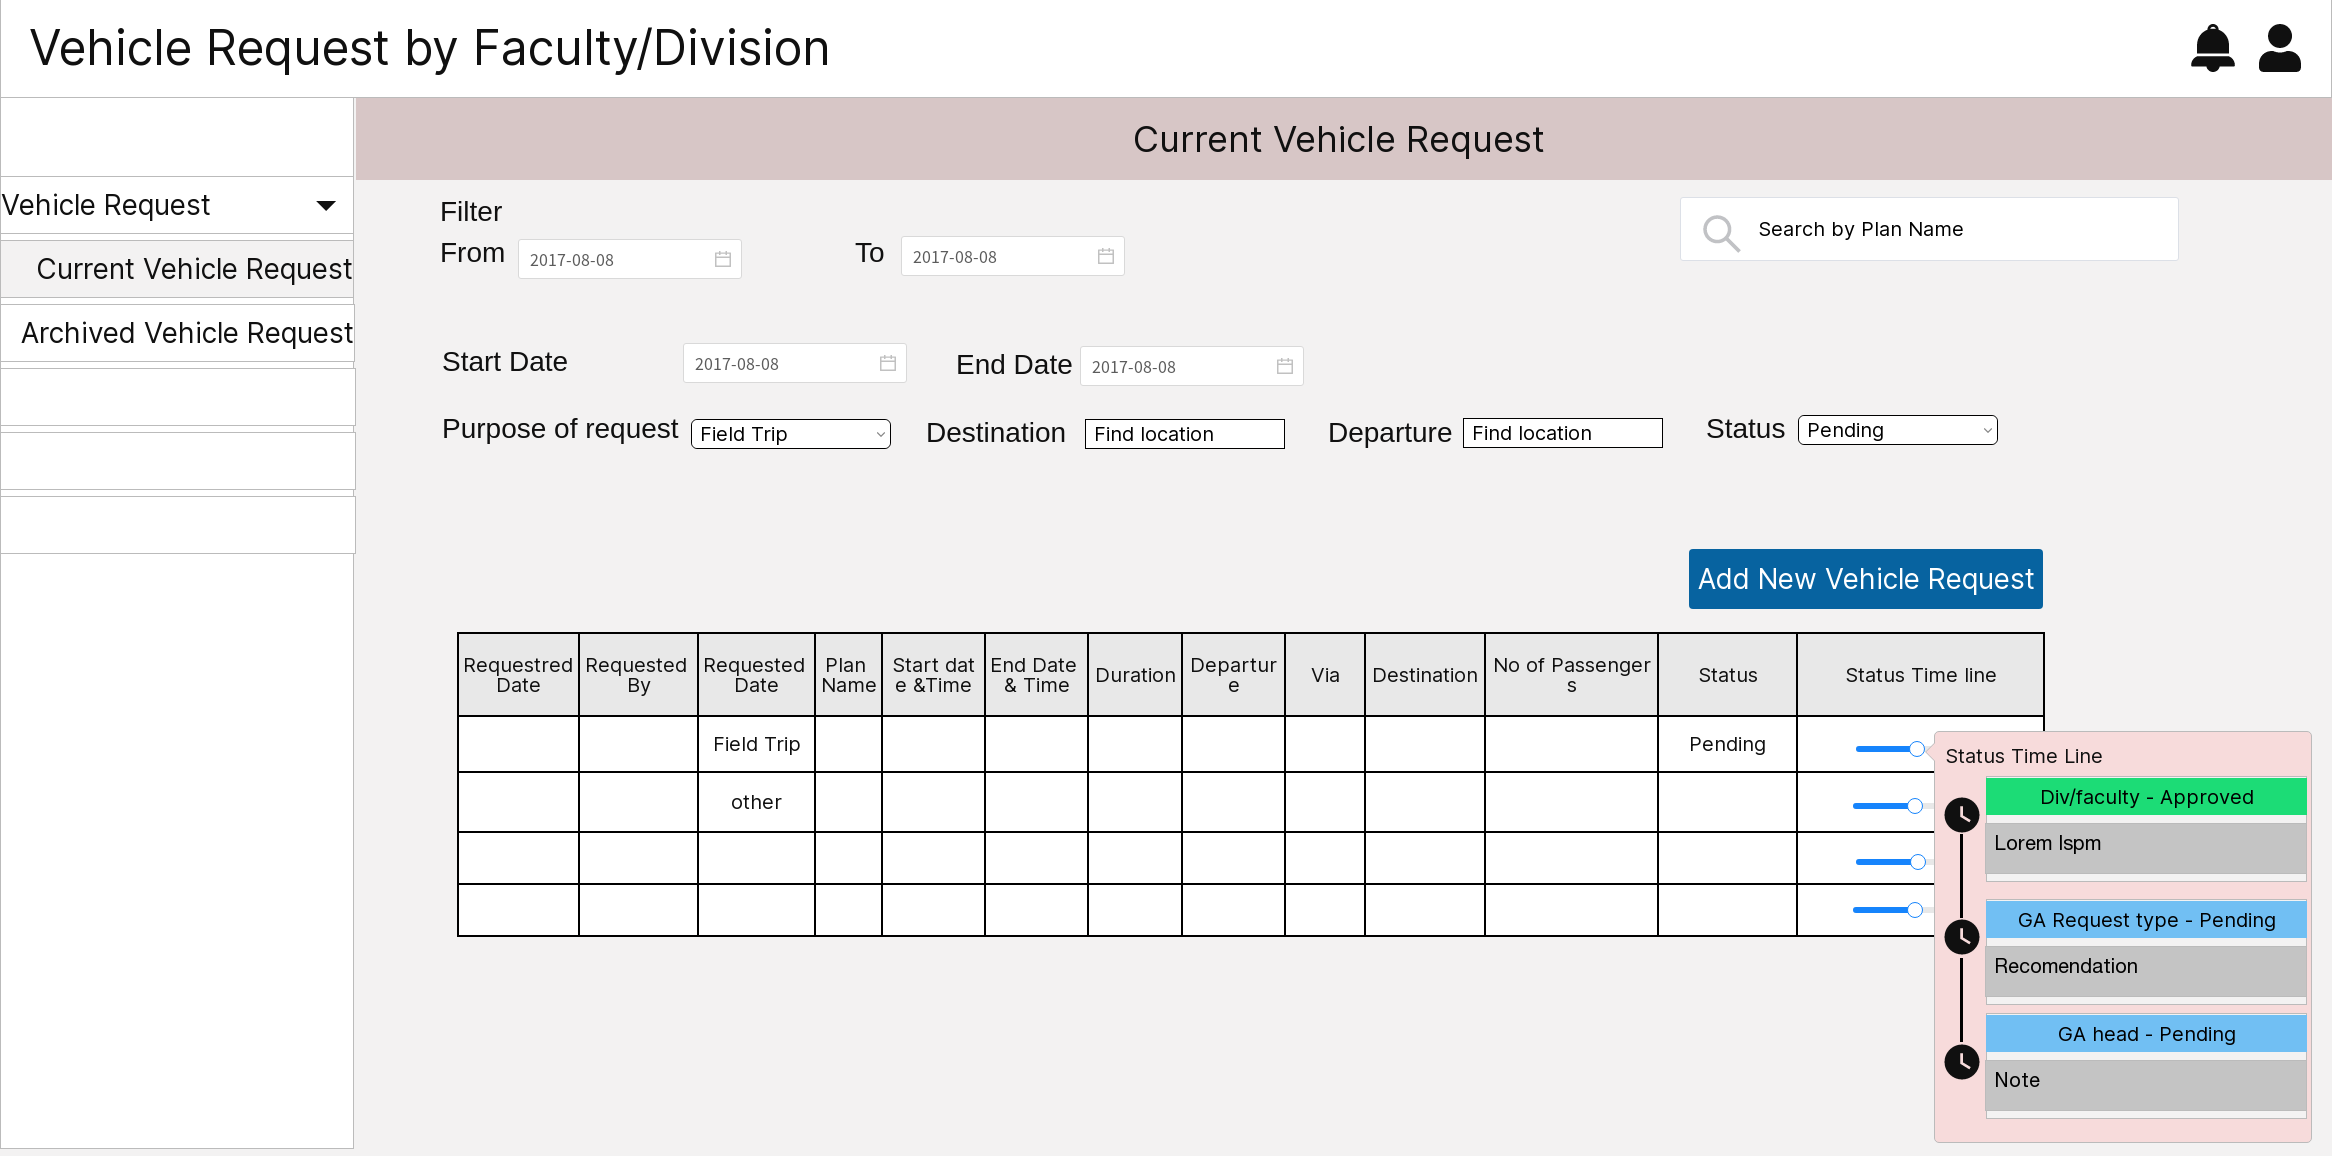 Vehicle Request by Faculty/Division
Current Vehicle Request
Vehicle Request
Current Vehicle Request
Archived Vehicle Request
Filter
From 2017-08-08 To 2017-08-08
Search by Plan Name
Start Date 2017-08-08 End Date 2017-08-08
Purpose of request Field Trip Destination Find location Departure Find location Status Pending
Add New Vehicle Request
Requestred
Date
Requested
By
Requested
Date
Plan
Name
Start dat
e &Time
End Date
& Time
Duration
Departur
e
Via
Destination
No of Passenger
s
Status
Status Time line
Field Trip
Pending
other
Status Time Line
Div/faculty - Approved
Lorem Ispm
GA Request type - Pending
Recomendation
GA head - Pending
Note